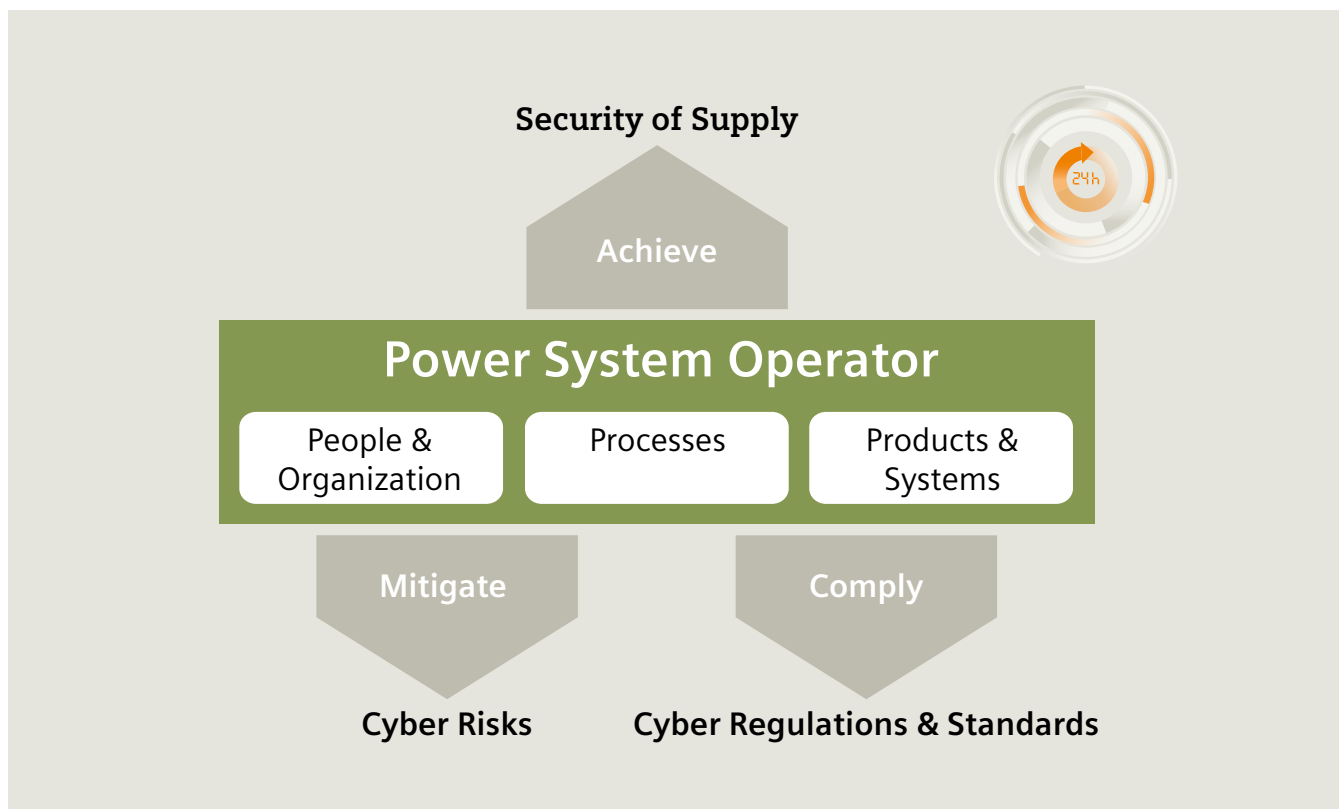 Security of Supply
24h
Achieve
Power System Operator
People &
Organization
Processes
Products &
Systems
Mitigate
Comply
Cyber Risks
Cyber Regulations & Standards